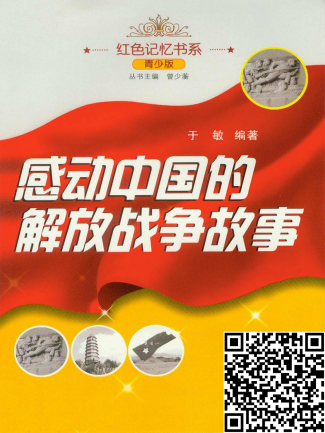 红色记忆书系
青少版
丛书主编 曾少蓠
于 敏 编著
感动中国的
解放战争故事